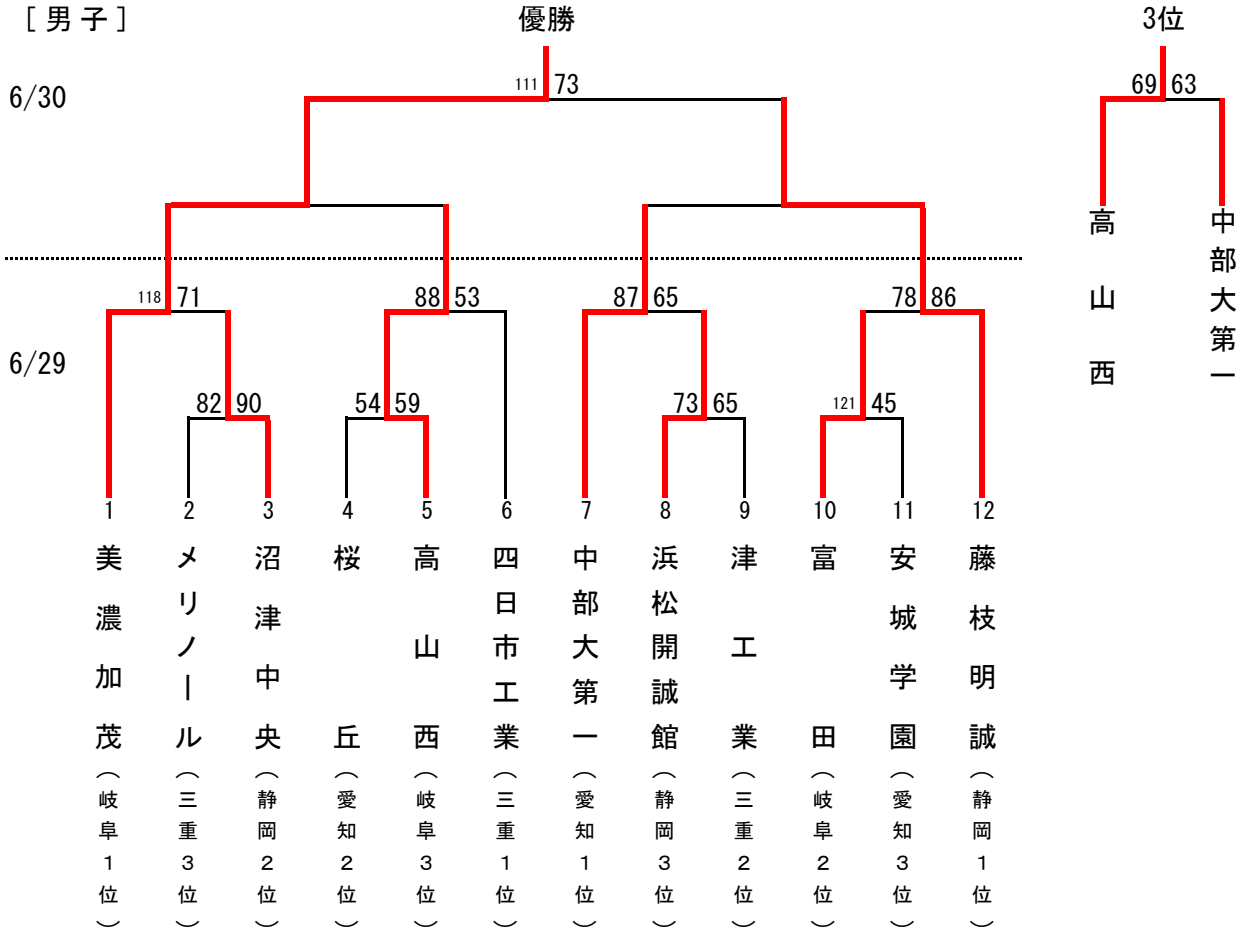 [男子]
優勝
3位
6/30
111 73
69 63
高山西
中部大第一
118 71
88 53
87 65
78 86
6/29
82 90
54 59
73 65
121 45
1 2 3 4 5 6 7 8 9 10 11 12
美濃加茂(岐阜1位)
メリノール(三重3位)
沼津中央(静岡2位)
桜丘(愛知2位)
高山西(岐阜3位)
四日市工業(三重1位)
中部大第一(愛知1位)
浜松開誠館(静岡3位)
津工業(三重2位)
富田(岐阜2位)
安城学園(愛知3位)
藤枝明誠(静岡1位)